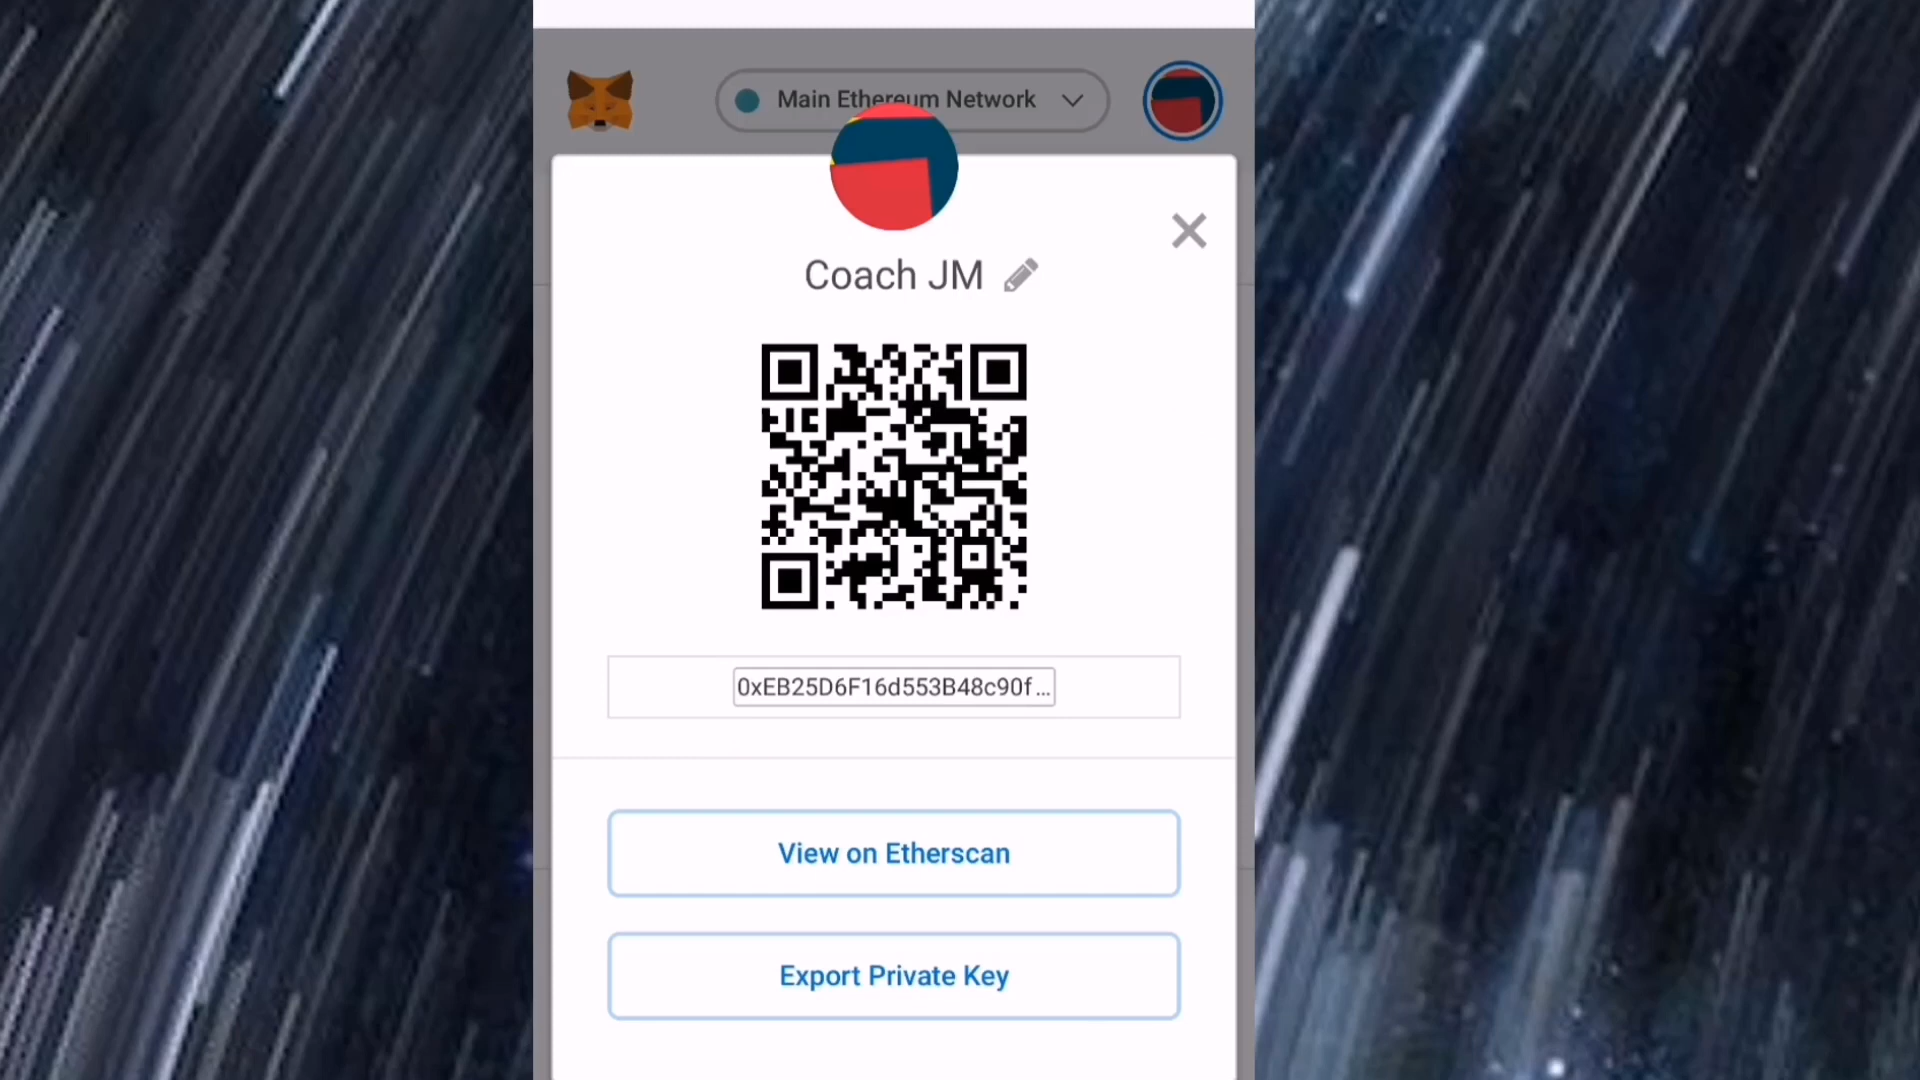 Main Ethereum Network
Coach JM
0xEB25D6F16d553B48c90f...
View on Etherscan
Export Private Key